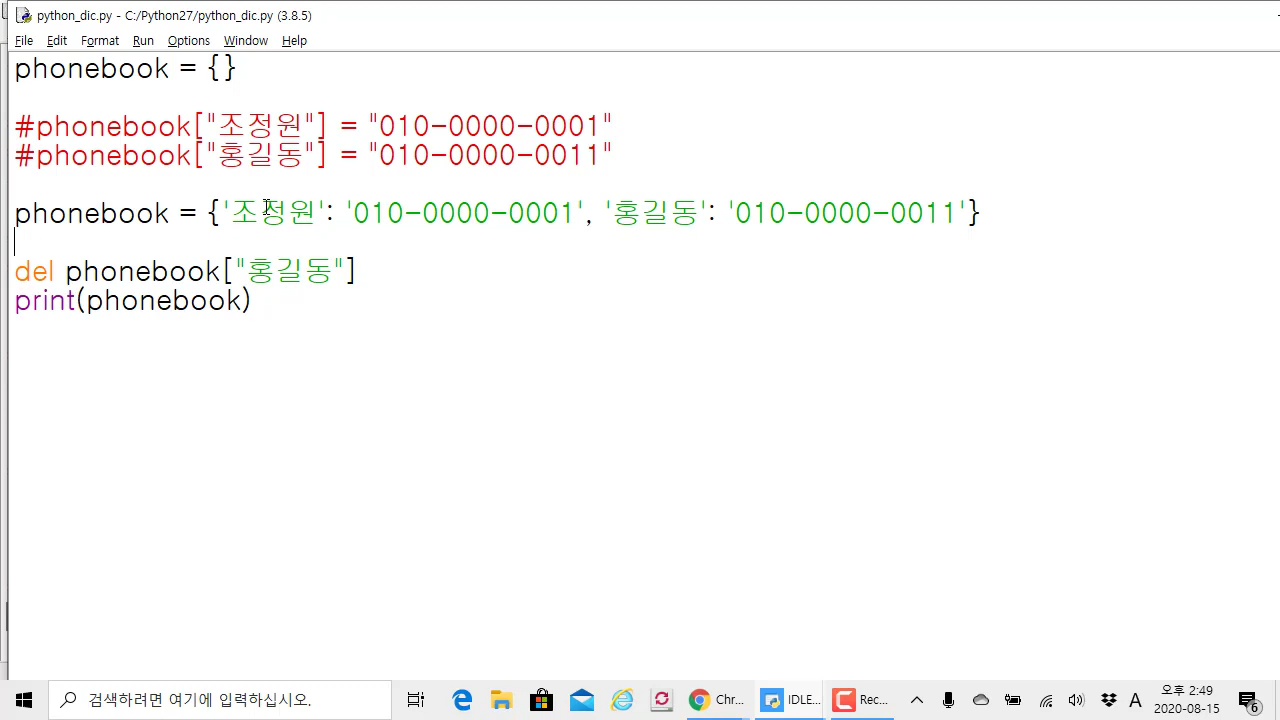 python_dic.py - C:/Python27/python_dic.py (3.8.5)
File Edit Format Run Options Window Help
phonebook = {}
#phonebook["조정원"] = "010-0000-0001"
#phonebook["홍길동"] = "010-0000-0011"
phonebook = {'조정원': '010-0000-0001', '홍길동': '010-0000-0011'}
del phonebook["홍길동"]
print(phonebook)
검색하려면 여기에 입력하십시오.
Chr...
IDLE...
Rec...
A
오후 2:49
2020-08-15
6